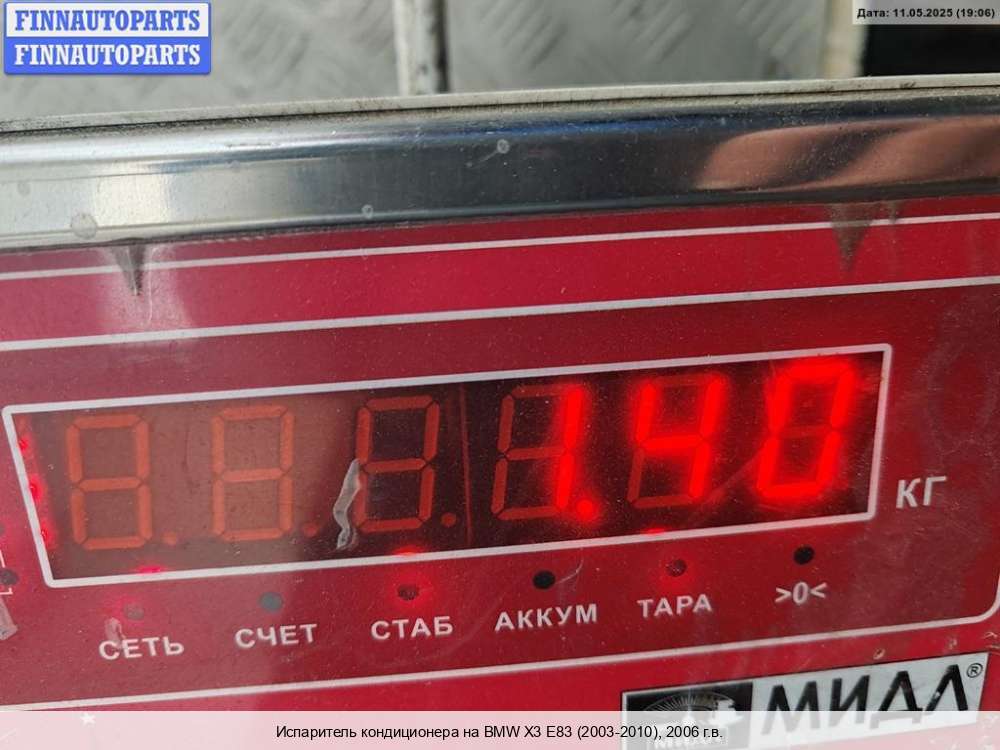 FINNAUTOPARTS
FINNAUTOPARTS
Дата: 11.05.2025 (19:06)
1.40
КГ
СЕТЬ СЧЕТ СТАБ АККУМ ТАРА >0<
МИДЛ®
МИДЛ
Испаритель кондиционера на BMW X3 E83 (2003-2010), 2006 г.в.